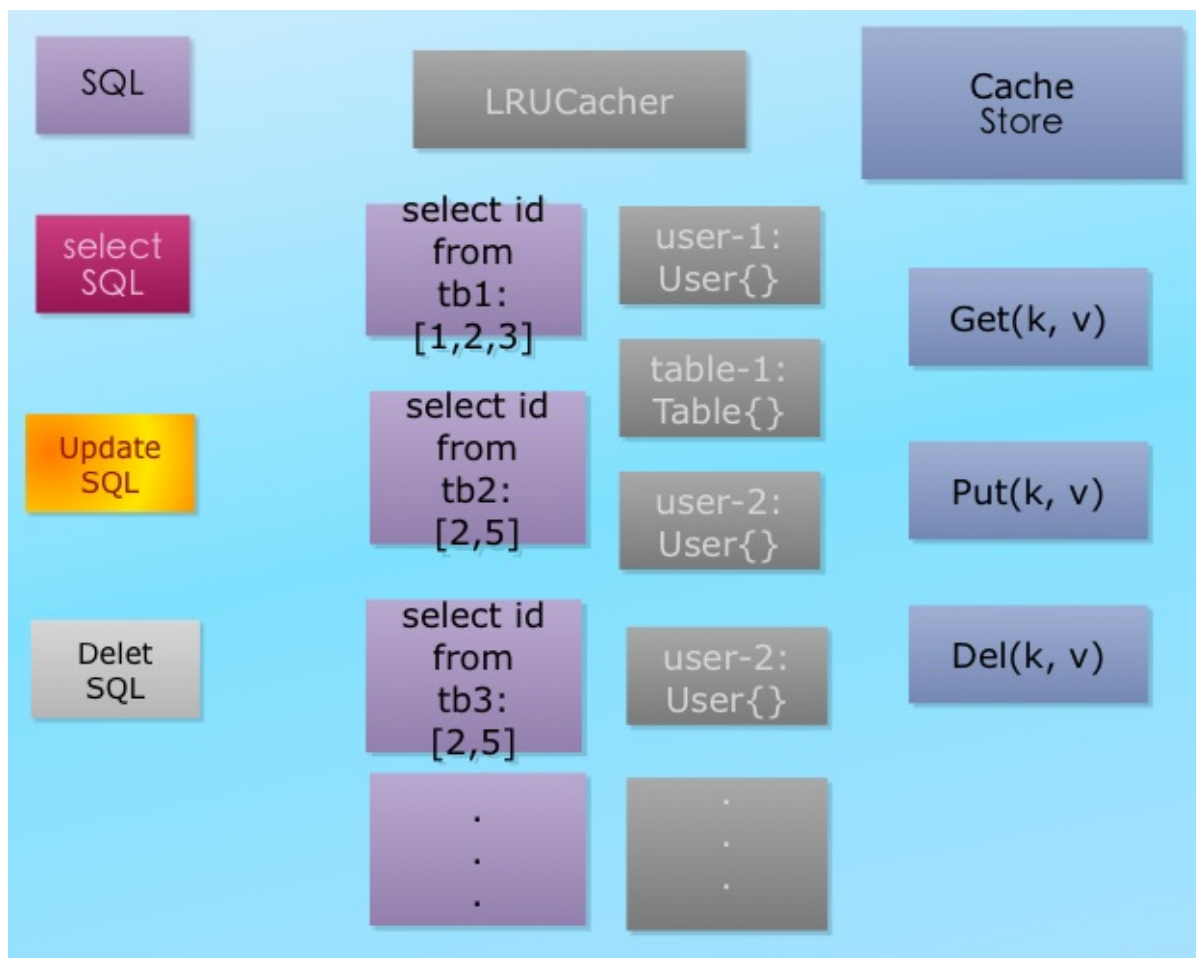 SQL
LRUCacher
Cache
Store
select
SQL
Update
SQL
Delet
SQL
select id
from
tb1:
[1,2,3]
select id
from
tb2:
[2,5]
select id
from
tb3:
[2,5]
.
.
.
user-1:
User{}
table-1:
Table{}
user-2:
User{}
user-2:
User{}
.
.
.
Get(k, v)
Put(k, v)
Del(k, v)